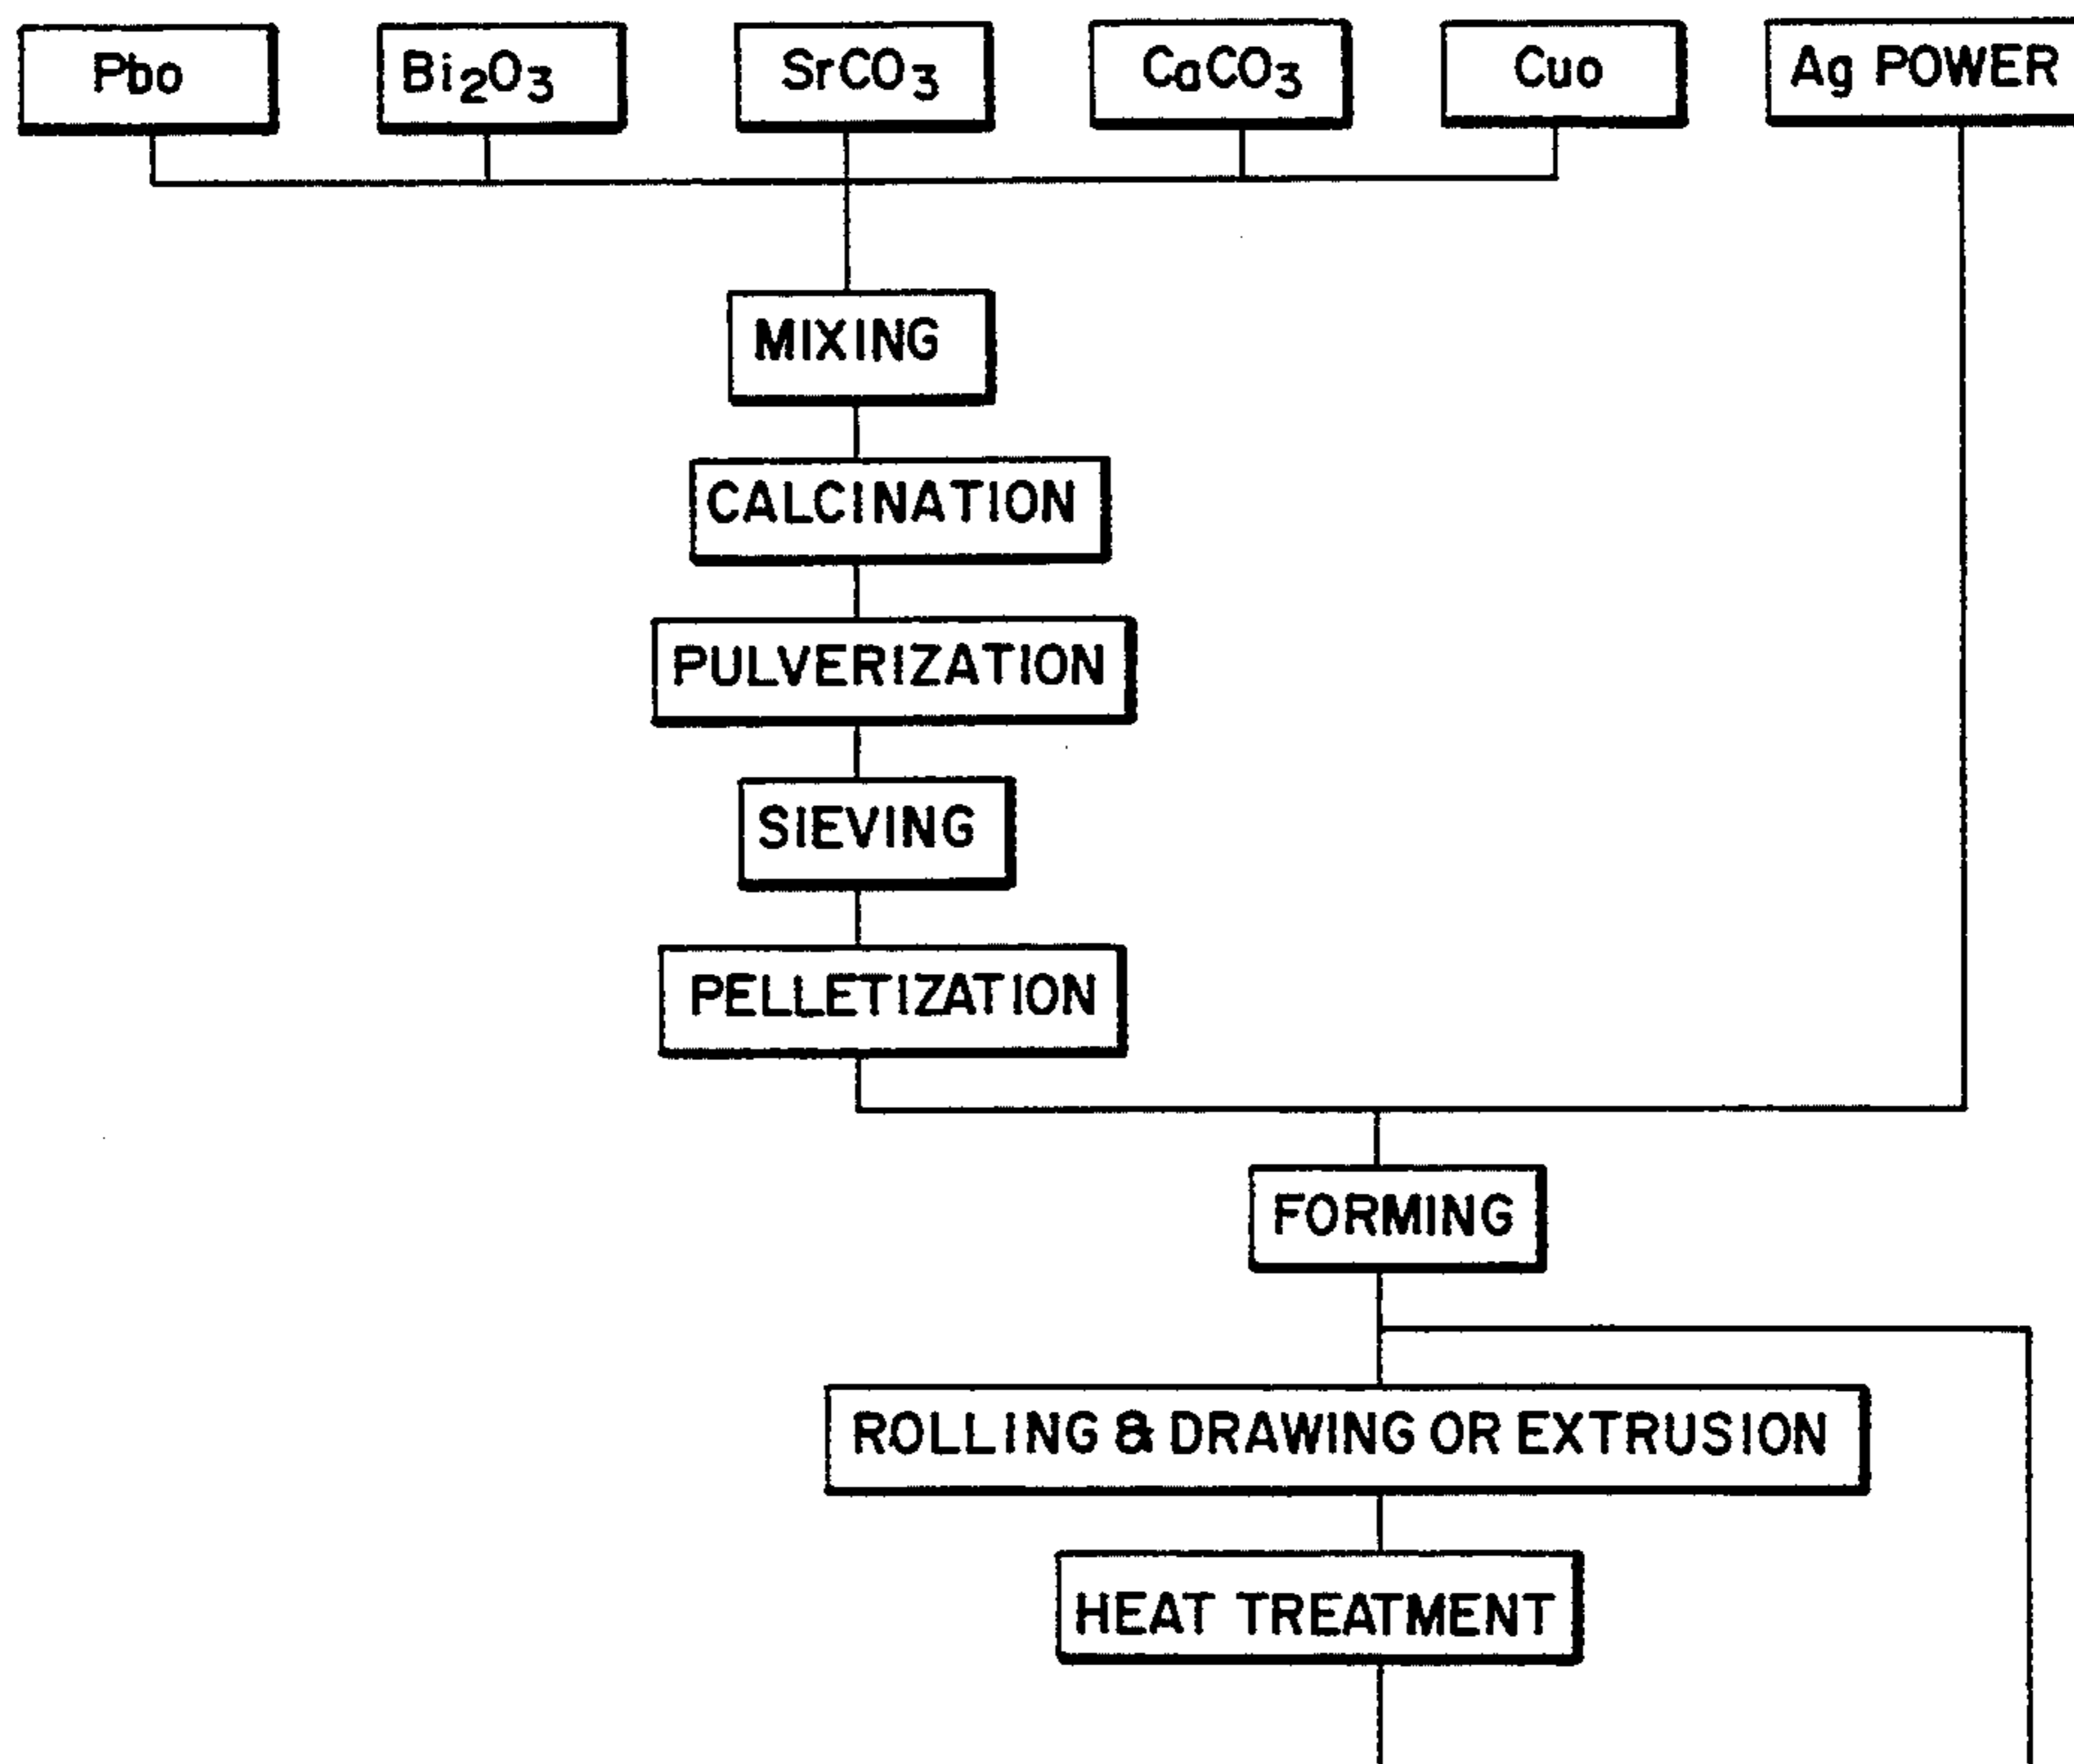 Pbo
Bi₂O₃
SrCO₃
CaCO₃
Cuo
Ag POWER
MIXING
CALCINATION
PULVERIZATION
SIEVING
PELLETIZATION
FORMING
ROLLING & DRAWING OR EXTRUSION
HEAT TREATMENT